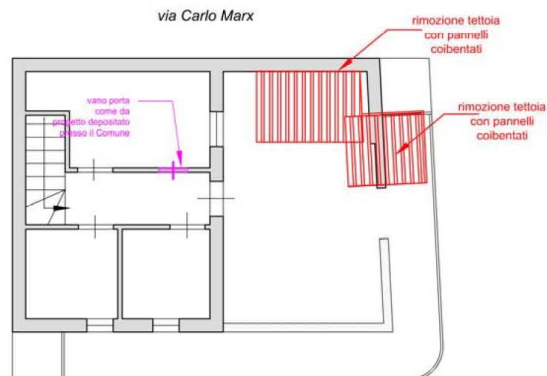 via Carlo Marx
rimozione tettoia
con pannelli
coibentati
rimozione tettoia
con pannelli
coibentati
vano porta
come da
progetto depositato
presso il Comune